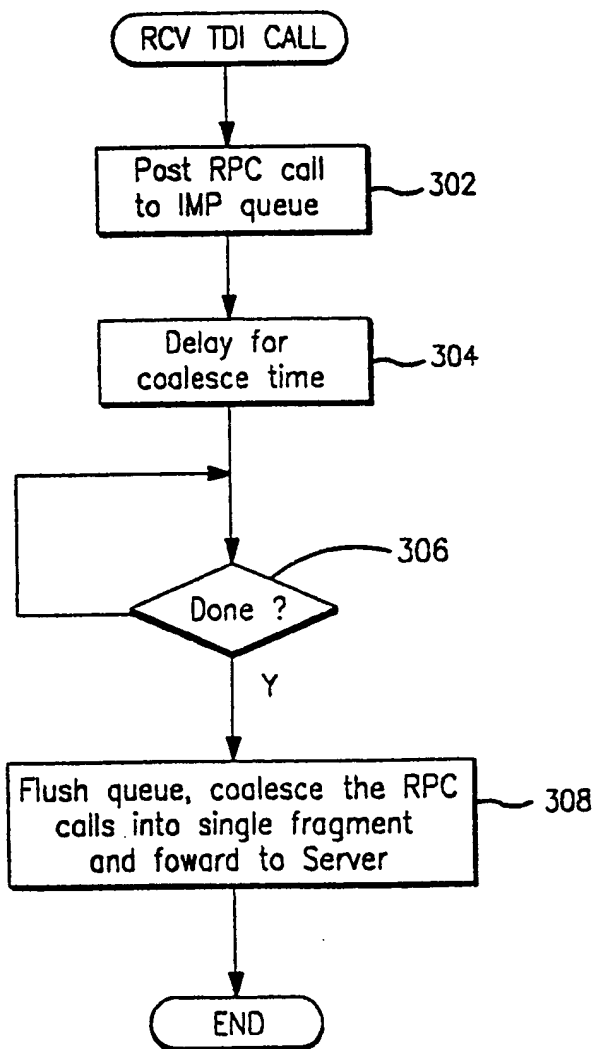 RCV TDI CALL
Post RPC call
to IMP queue
302
Delay for
coalesce time
304
306
Done ?
Y
Flush queue, coalesce the RPC
calls into single fragment
and foward to Server
308
END